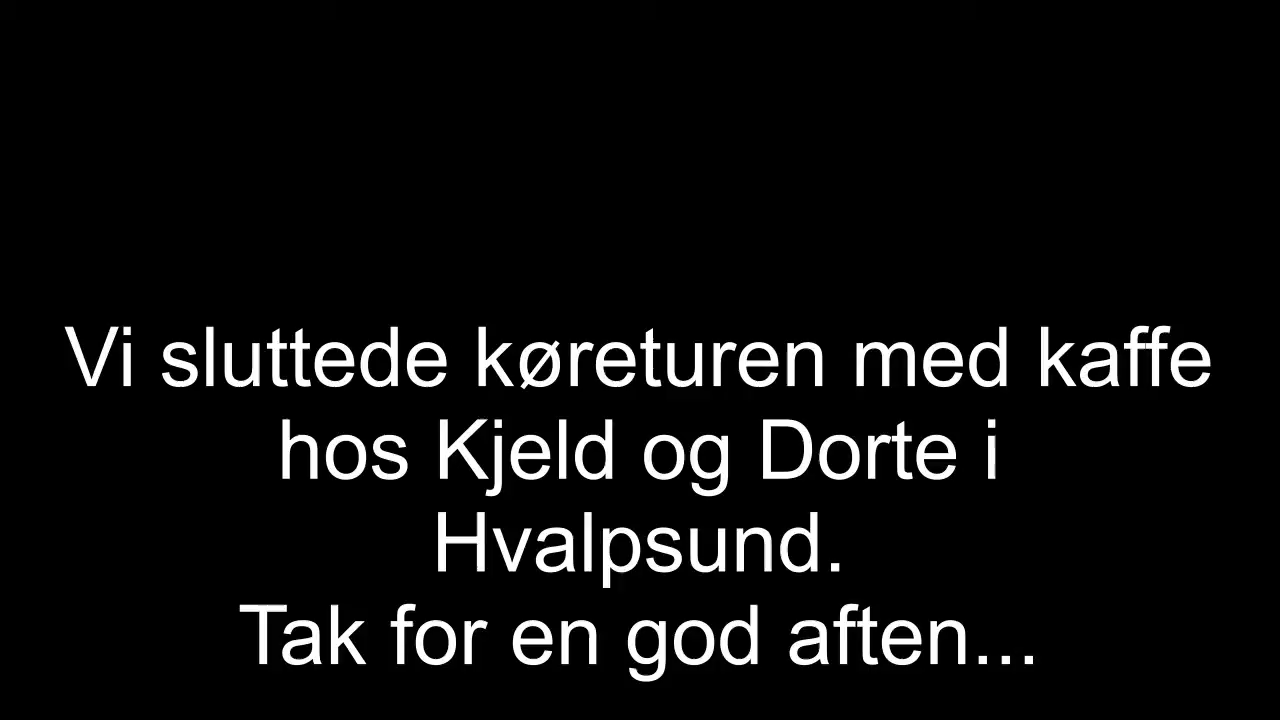 Vi sluttede køreturen med kaffe
hos Kjeld og Dorte i
Hvalpsund.
Tak for en god aften...